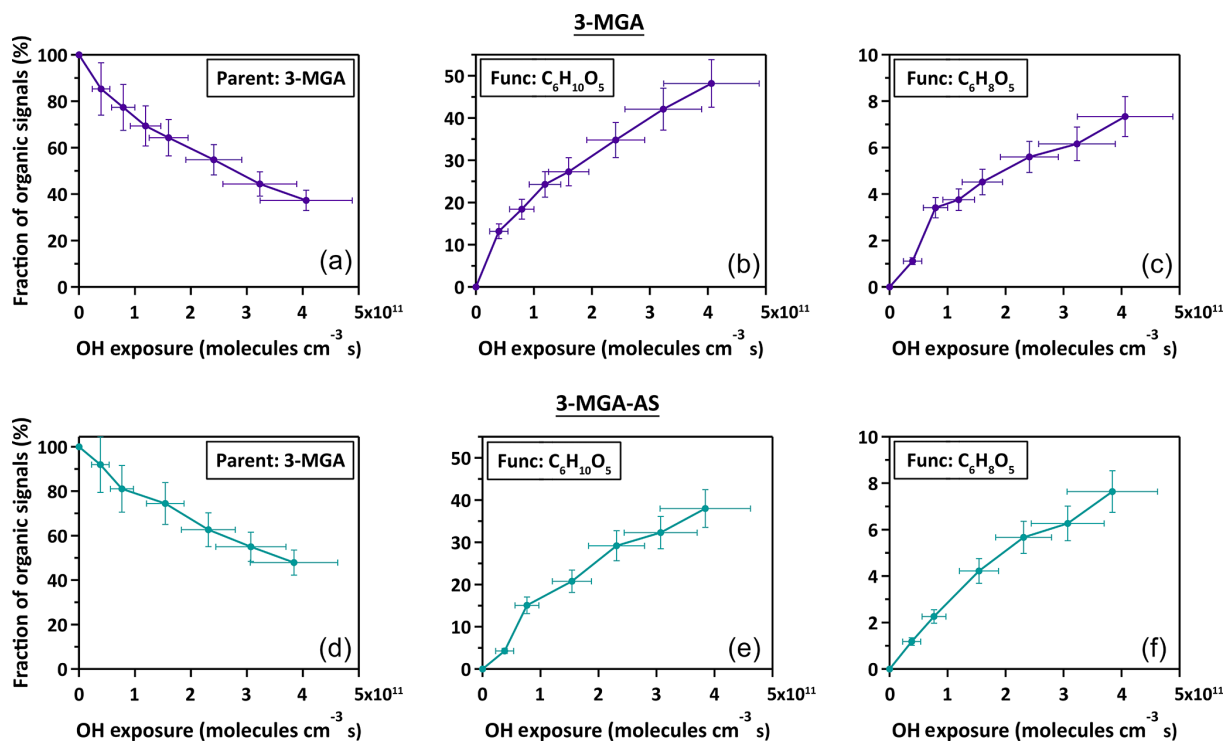 3-MGA
Fraction of organic signals (%)
100
80
60
40
20
0
Parent: 3-MGA
(a)
0 1 2 3 4 5x10¹¹
OH exposure (molecules cm⁻³ s)
50
40
30
20
10
0
Func: C₆H₁₀O₅
(b)
0 1 2 3 4 5x10¹¹
OH exposure (molecules cm⁻³ s)
8
6
4
2
0
Func: C₆H₈O₅
(c)
0 1 2 3 4 5x10¹¹
OH exposure (molecules cm⁻³ s)
3-MGA-AS
Fraction of organic signals (%)
100
80
60
40
20
0
Parent: 3-MGA
(d)
0 1 2 3 4 5x10¹¹
OH exposure (molecules cm⁻³ s)
50
40
30
20
10
0
Func: C₆H₁₀O₅
(e)
0 1 2 3 4 5x10¹¹
OH exposure (molecules cm⁻³ s)
10
8
6
4
2
0
Func: C₆H₈O₅
(f)
0 1 2 3 4 5x10¹¹
OH exposure (molecules cm⁻³ s)